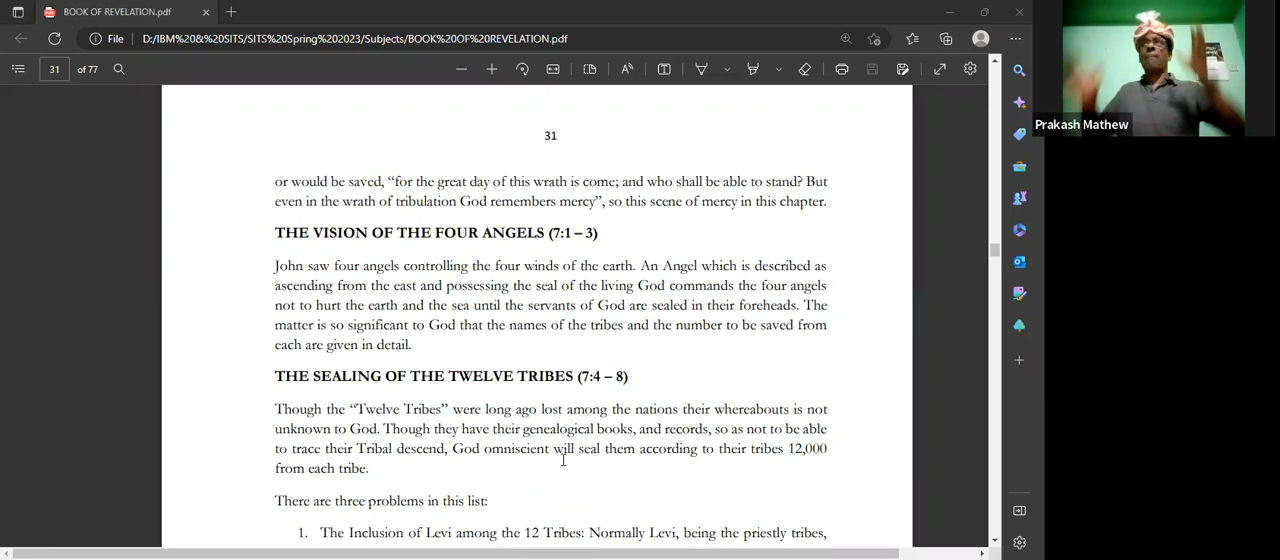 BOOK OF REVELATION.pdf
File
D:/IBM%20&%20SITS/SITS%20Spring%202023/Subjects/BOOK%20OF%20REVELATION.pdf
31 of 77
Prakash Mathew
31
or would be saved, “for the great day of this wrath is come; and who shall be able to stand? But
even in the wrath of tribulation God remembers mercy”, so this scene of mercy in this chapter.
THE VISION OF THE FOUR ANGELS (7:1 – 3)
John saw four angels controlling the four winds of the earth. An Angel which is described as
ascending from the east and possessing the seal of the living God commands the four angels
not to hurt the earth and the sea until the servants of God are sealed in their foreheads. The
matter is so significant to God that the names of the tribes and the number to be saved from
each are given in detail.
THE SEALING OF THE TWELVE TRIBES (7:4 – 8)
Though the “Twelve Tribes” were long ago lost among the nations their whereabouts is not
unknown to God. Though they have their genealogical books, and records, so as not to be able
to trace their Tribal descend, God omniscient will seal them according to their tribes 12,000
from each tribe.
There are three problems in this list:
1. The Inclusion of Levi among the 12 Tribes: Normally Levi, being the priestly tribes,